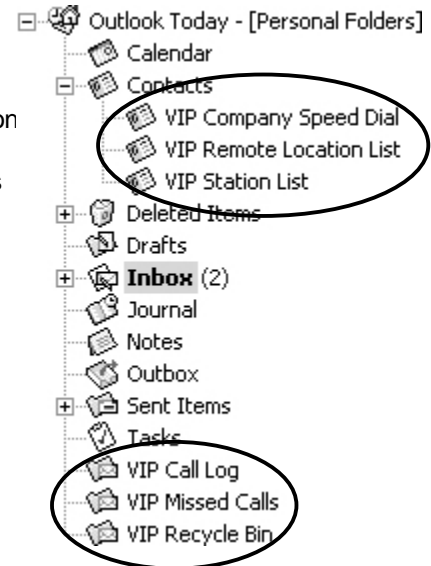 Outlook Today - [Personal Folders]
Calendar
Contacts
on
VIP Company Speed Dial
VIP Remote Location List
s
VIP Station List
Deleted Items
Drafts
Inbox (2)
Journal
Notes
Outbox
Sent Items
Tasks
VIP Call Log
VIP Missed Calls
VIP Recycle Bin